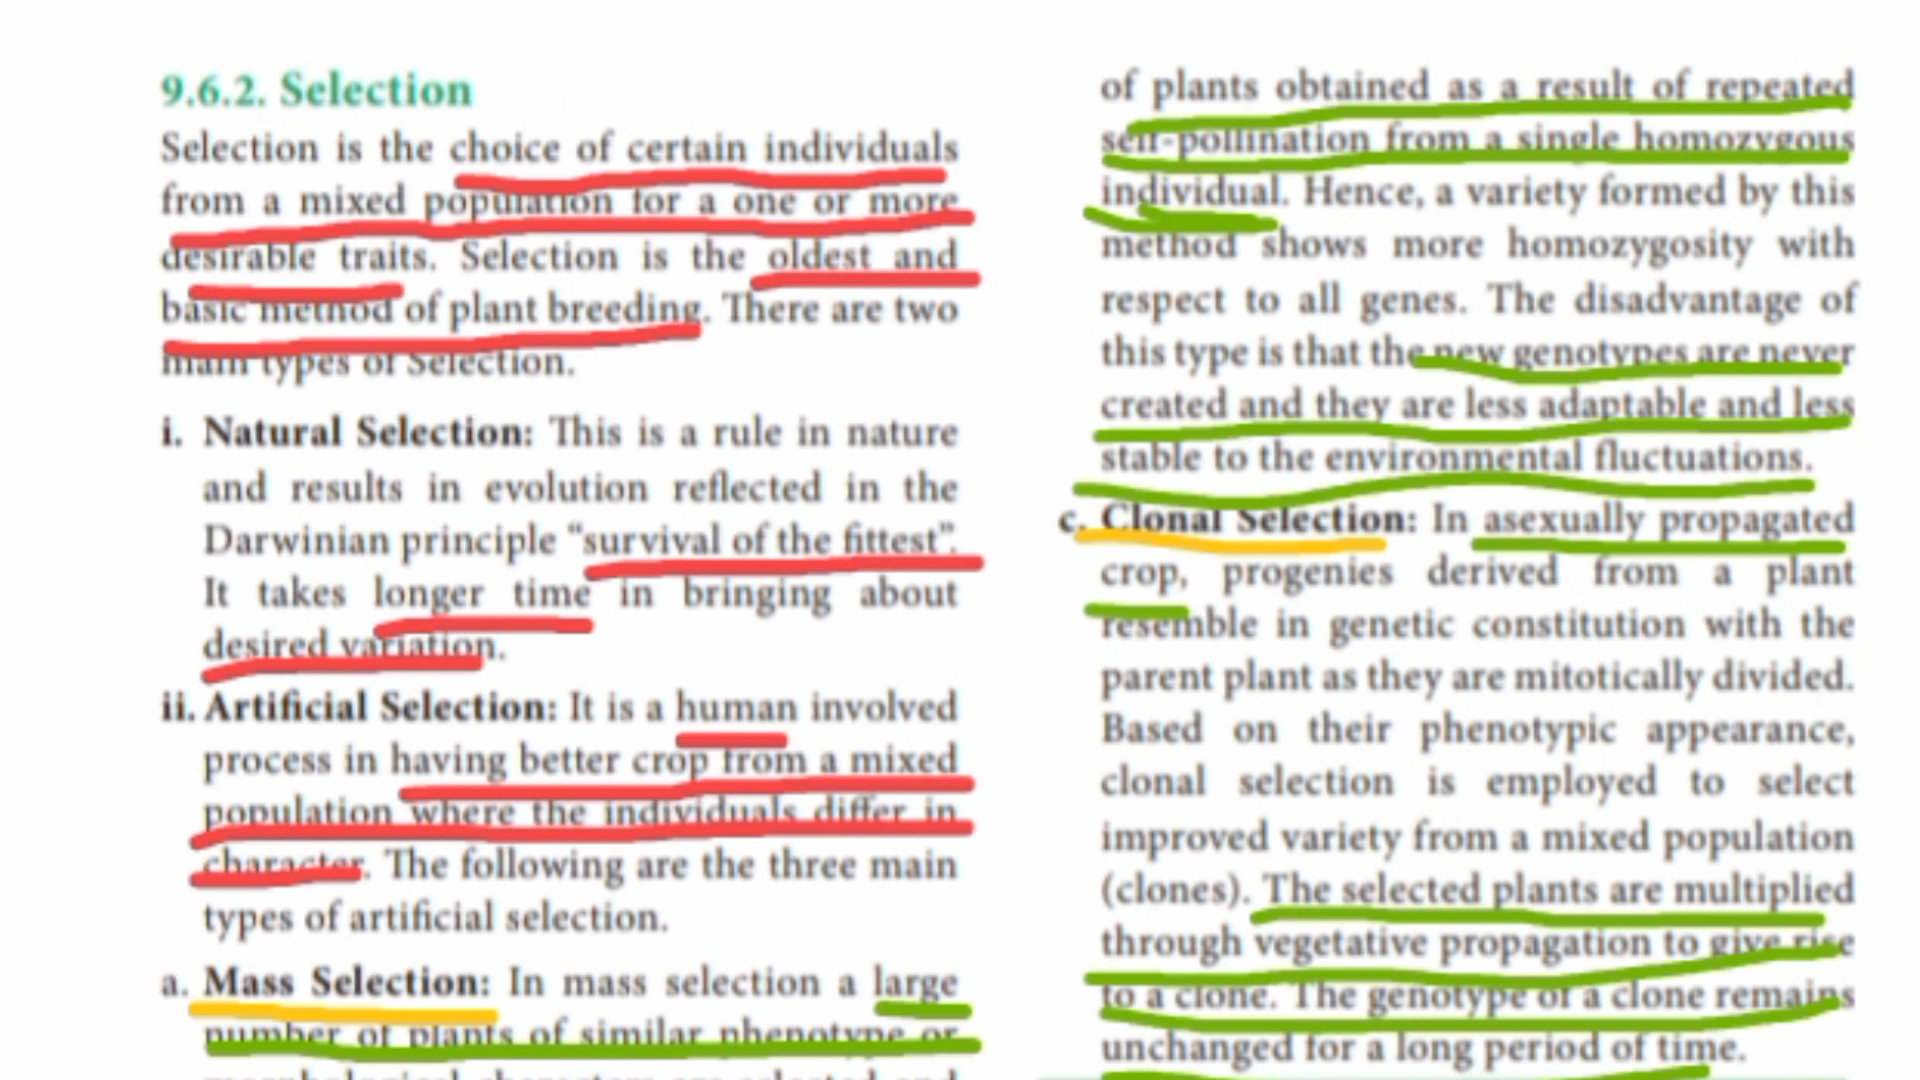 9.6.2. Selection
Selection is the choice of certain individuals
from a mixed population for a one or more
desirable traits. Selection is the oldest and
basic method of plant breeding. There are two
main types of Selection.
i. Natural Selection: This is a rule in nature
and results in evolution reflected in the
Darwinian principle “survival of the fittest”.
It takes longer time in bringing about
desired variation.
ii. Artificial Selection: It is a human involved
process in having better crop from a mixed
population where the individuals differ in
character. The following are the three main
types of artificial selection.
a. Mass Selection: In mass selection a large
number of plants of similar phenotype or
morphological characters are selected and
of plants obtained as a result of repeated
self-pollination from a single homozygous
individual. Hence, a variety formed by this
method shows more homozygosity with
respect to all genes. The disadvantage of
this type is that the new genotypes are never
created and they are less adaptable and less
stable to the environmental fluctuations.
c. Clonal Selection: In asexually propagated
crop, progenies derived from a plant
resemble in genetic constitution with the
parent plant as they are mitotically divided.
Based on their phenotypic appearance,
clonal selection is employed to select
improved variety from a mixed population
(clones). The selected plants are multiplied
through vegetative propagation to give rise
to a clone. The genotype of a clone remains
unchanged for a long period of time.